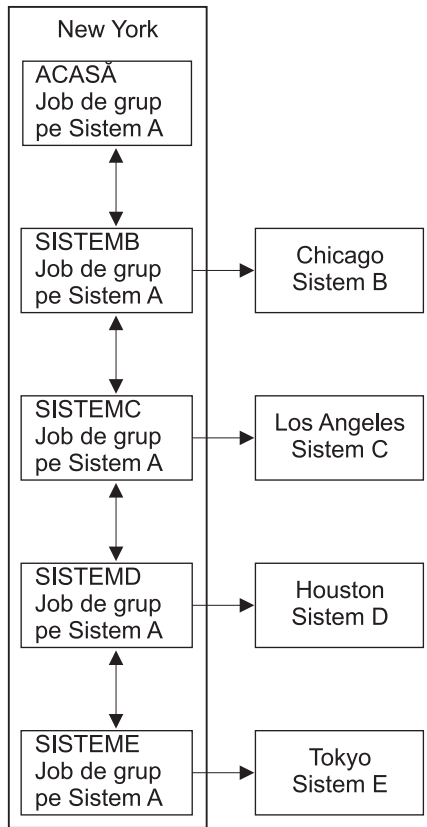 New York
ACASĂ
Job de grup
pe Sistem A
SISTEMB
Job de grup
pe Sistem A
Chicago
Sistem B
SISTEMC
Job de grup
pe Sistem A
Los Angeles
Sistem C
SISTEMD
Job de grup
pe Sistem A
Houston
Sistem D
SISTEME
Job de grup
pe Sistem A
Tokyo
Sistem E